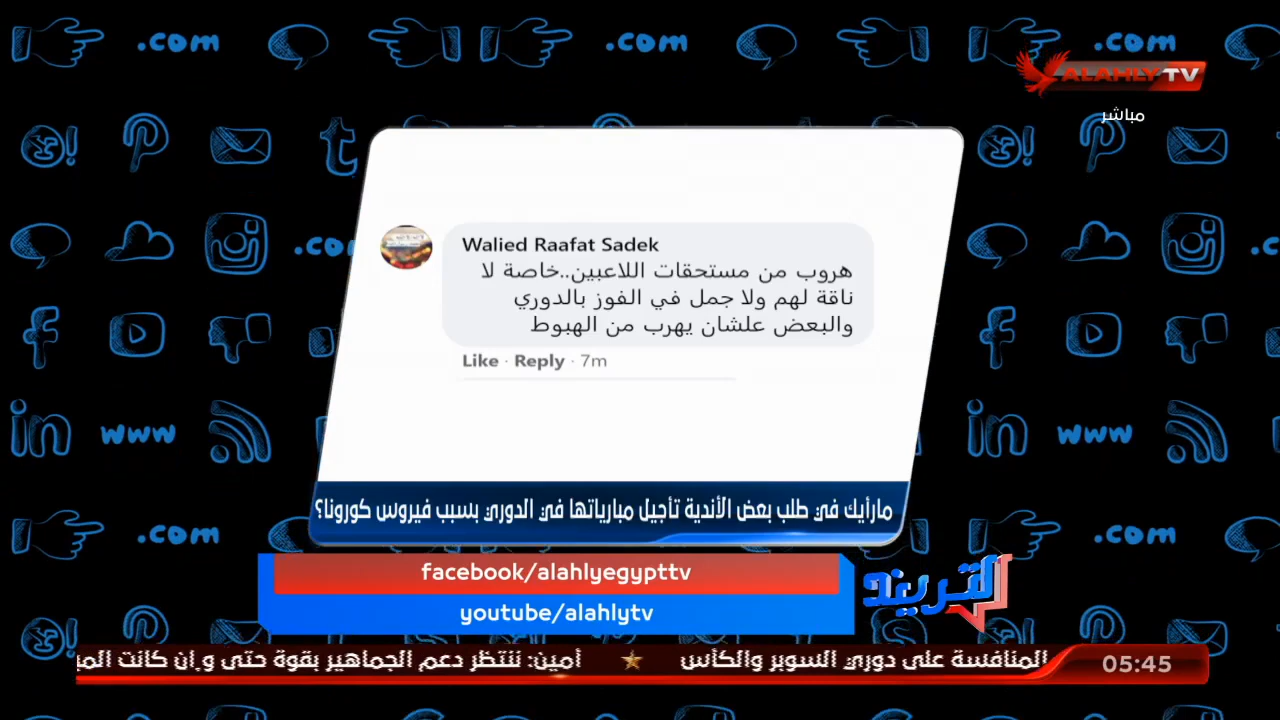 ALAHLY TV
مباشر
Walied Raafat Sadek
هروب من مستحقات اللاعبين..خاصة لا
ناقة لهم ولا جمل في الفوز بالدوري
والبعض علشان يهرب من الهبوط
Like · Reply · 7m
مارأيك في طلب بعض الأندية تأجيل مبارياتها في الدوري بسبب فيروس كورونا؟
facebook/alahlyegypttv
youtube/alahlytv
التريند
المنافسة على دوري السوبر والكأس ★ أمين: ننتظر دعم الجماهير بقوة حتى و إن كانت
05:45